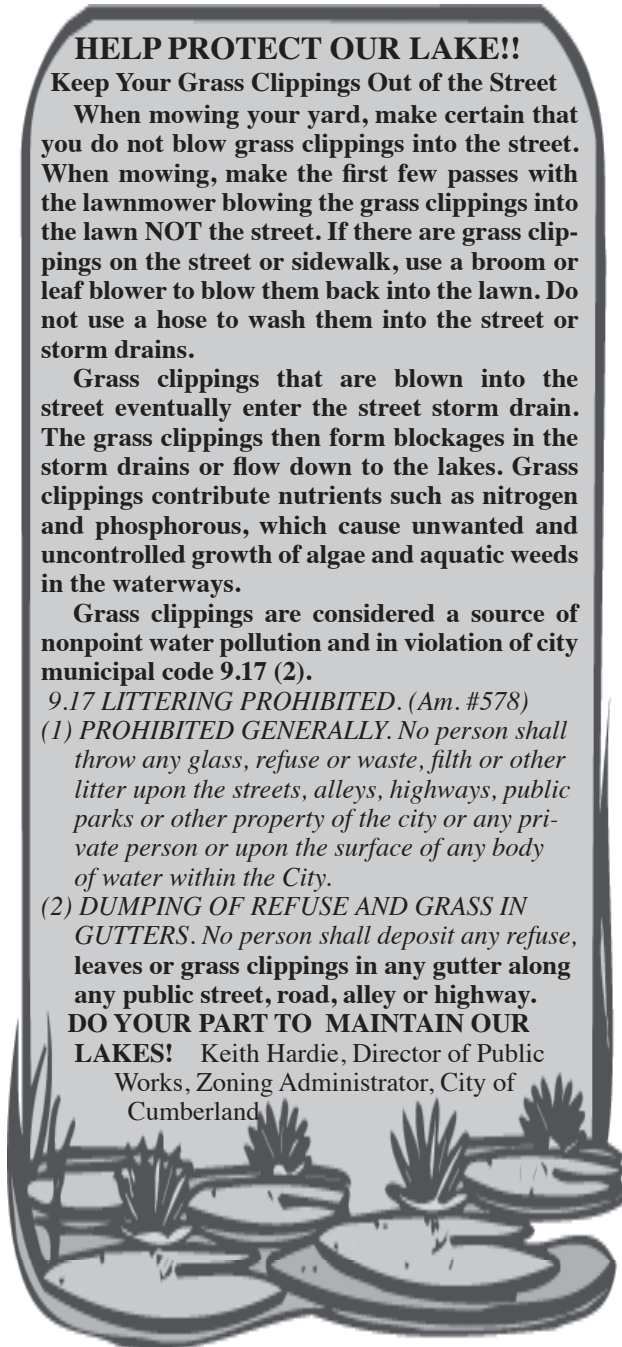 HELP PROTECT OUR LAKE!!
Keep Your Grass Clippings Out of the Street
When mowing your yard, make certain that
you do not blow grass clippings into the street.
When mowing, make the first few passes with
the lawnmower blowing the grass clippings into
the lawn NOT the street. If there are grass clip-
pings on the street or sidewalk, use a broom or
leaf blower to blow them back into the lawn. Do
not use a hose to wash them into the street or
storm drains.
Grass clippings that are blown into the
street eventually enter the street storm drain.
The grass clippings then form blockages in the
storm drains or flow down to the lakes. Grass
clippings contribute nutrients such as nitrogen
and phosphorous, which cause unwanted and
uncontrolled growth of algae and aquatic weeds
in the waterways.
Grass clippings are considered a source of
nonpoint water pollution and in violation of city
municipal code 9.17 (2).
9.17 LITTERING PROHIBITED. (Am. #578)
(1) PROHIBITED GENERALLY. No person shall
throw any glass, refuse or waste, filth or other
litter upon the streets, alleys, highways, public
parks or other property of the city or any pri-
vate person or upon the surface of any body
of water within the City.
(2) DUMPING OF REFUSE AND GRASS IN
GUTTERS. No person shall deposit any refuse,
leaves or grass clippings in any gutter along
any public street, road, alley or highway.
DO YOUR PART TO MAINTAIN OUR
LAKES! Keith Hardie, Director of Public
Works, Zoning Administrator, City of
Cumberland